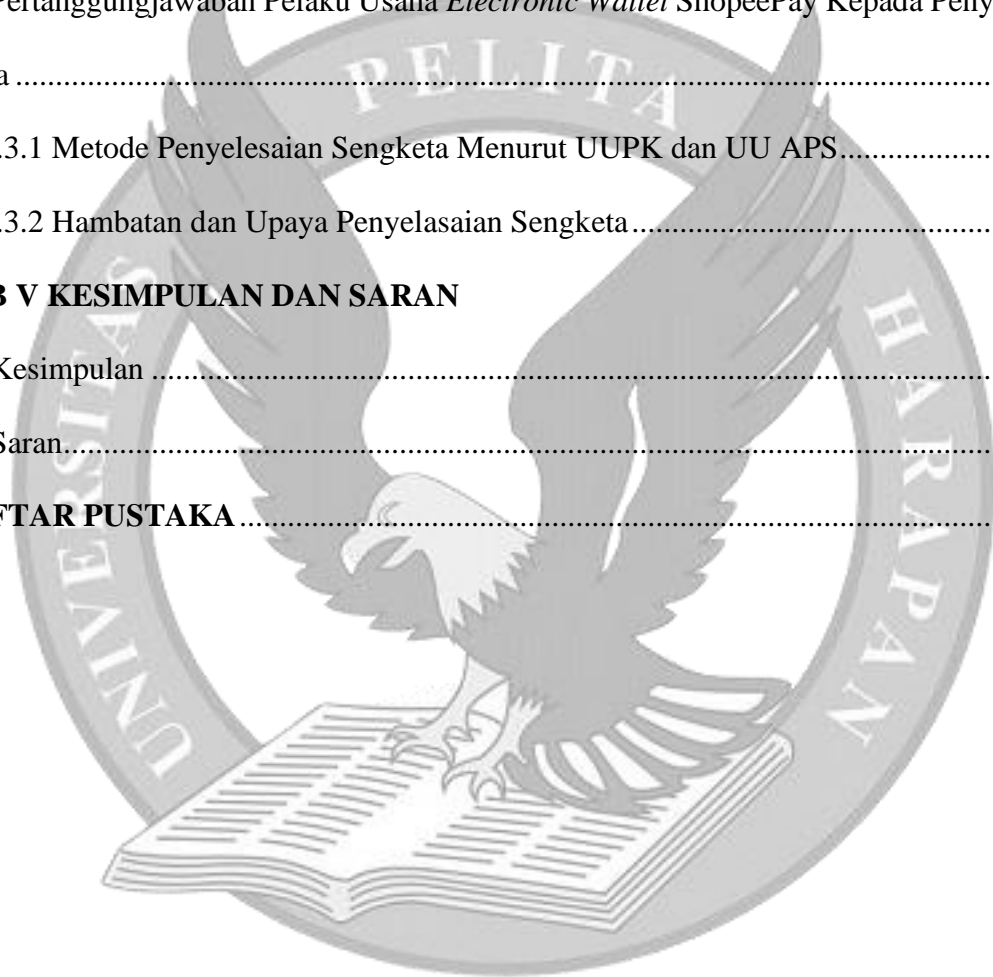 Pertanggungjawaban Pelaku Usaha Electronic Wallet ShopeePay Kepada
a ....................
.3.1 Metode Penyelesaian Sengketa Menurut UUPK dan UU APS....................
.3.2 Hambatan dan Upaya Penyelasaian Sengketa....................
V KESIMPULAN DAN SARAN
Kesimpulan ....................
Saran....................
FTAR PUSTAKA....................
UNIVERSITAS PELITA HARAPAN